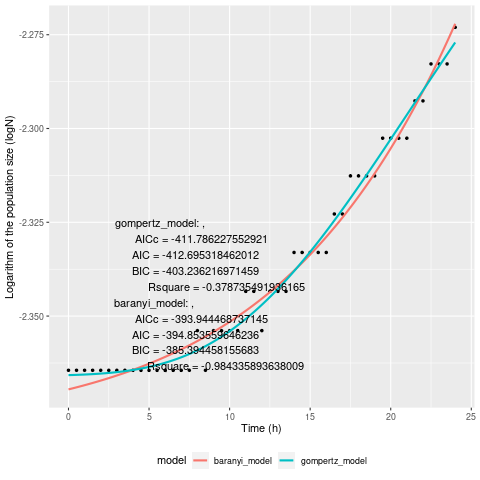 -2.275
-2.300
-2.325
-2.350
Logarithm of the population size (logN)
gompertz_model: ,
AICc = -411.786227552921
AIC = -412.695318462012
BIC = -403.236216971459
Rsquare = -0.378735491936165
baranyi_model: ,
AICc = -393.944468737145
AIC = -394.853559646236
BIC = -385.394458155683
Rsquare = -0.984335893638009
0 5 10 15 20 25
Time (h)
model baranyi_model gompertz_model